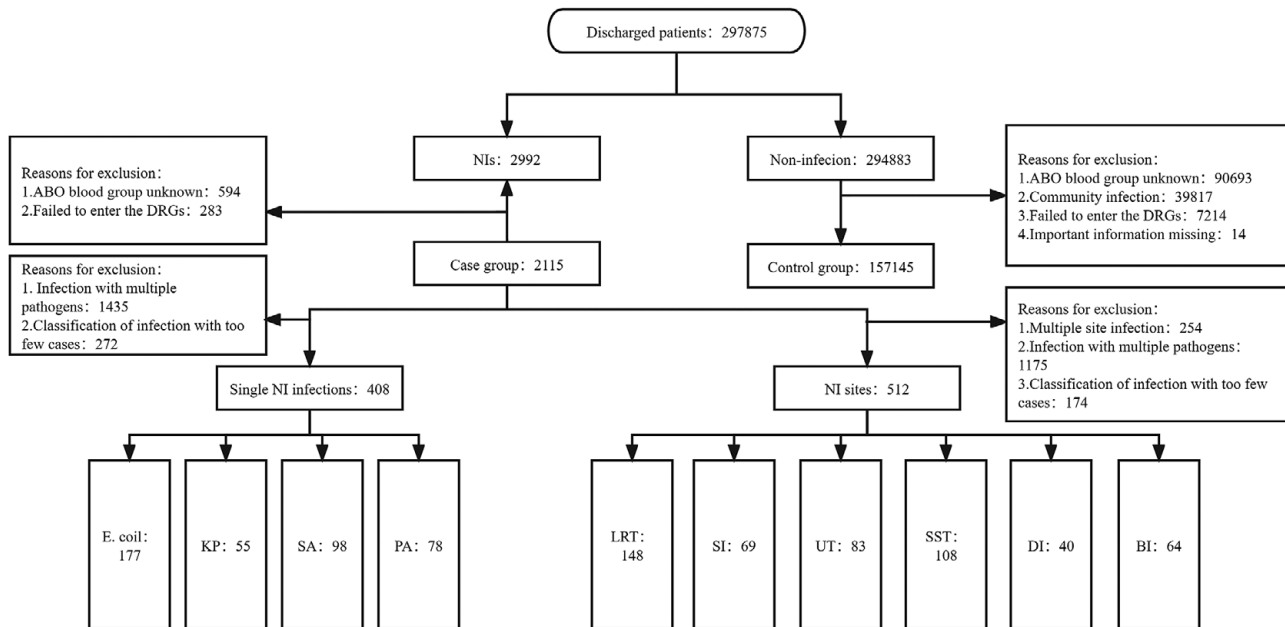 Discharged patients：297875
NIs：2992
Non-infecion：294883
Reasons for exclusion：
1.ABO blood group unknown：594
2.Failed to enter the DRGs：283
Reasons for exclusion：
1.ABO blood group unknown：90693
2.Community infection：39817
3.Failed to enter the DRGs：7214
4.Important information missing：14
Case group：2115
Control group：157145
Reasons for exclusion：
1. Infection with multiple
pathogens：1435
2.Classification of infection with too
few cases：272
Reasons for exclusion：
1.Multiple site infection：254
2.Infection with multiple pathogens：
1175
3.Classification of infection with too few
cases：174
Single NI infections：408
NI sites：512
E. coil：
177
KP：55
SA：98
PA：78
LRT：
148
SI：69
UT：83
SST：
108
DI：40
BI：64